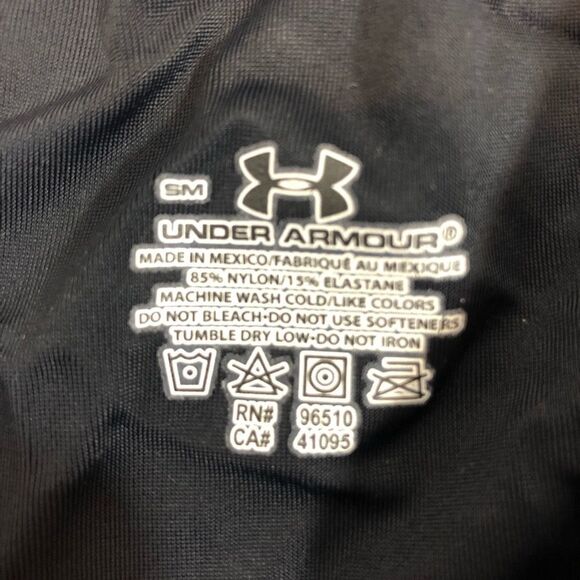 SM
UNDER ARMOUR®
MADE IN MEXICO/FABRIQUÉ AU MEXIQUE
85% NYLON/15% ELASTANE
MACHINE WASH COLD/LIKE COLORS
DO NOT BLEACH•DO NOT USE SOFTENERS
TUMBLE DRY LOW•DO NOT IRON
RN# 96510
CA# 41095